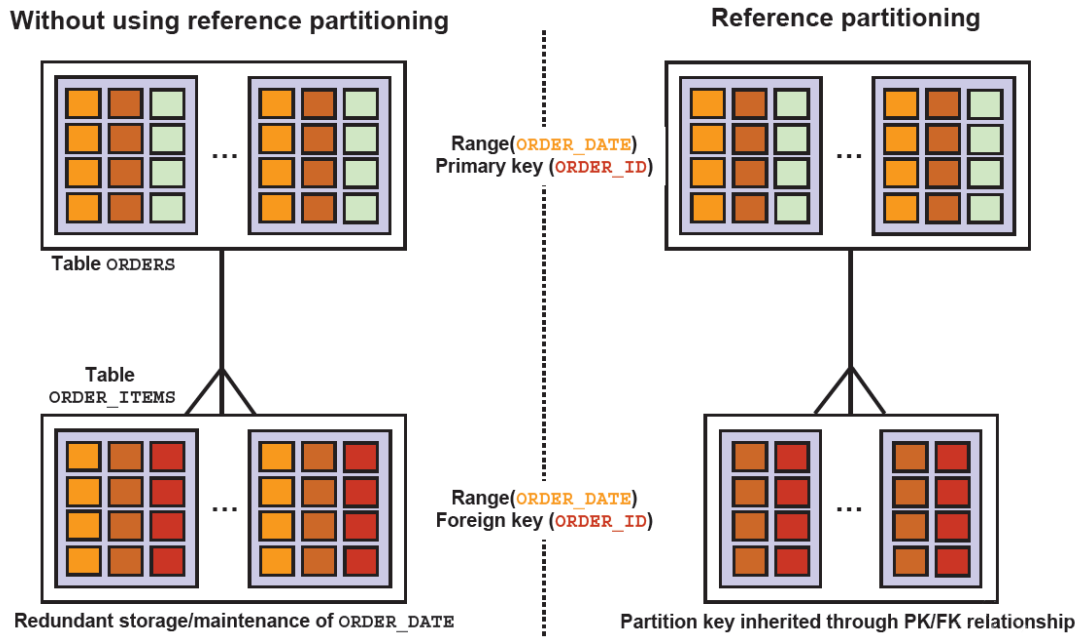 Without using reference partitioning
Reference partitioning
...
...
Range(ORDER_DATE)
Primary key (ORDER_ID)
Table ORDERS
Table
ORDER_ITEMS
...
...
Range(ORDER_DATE)
Foreign key (ORDER_ID)
Redundant storage/maintenance of ORDER_DATE
Partition key inherited through PK/FK relationship